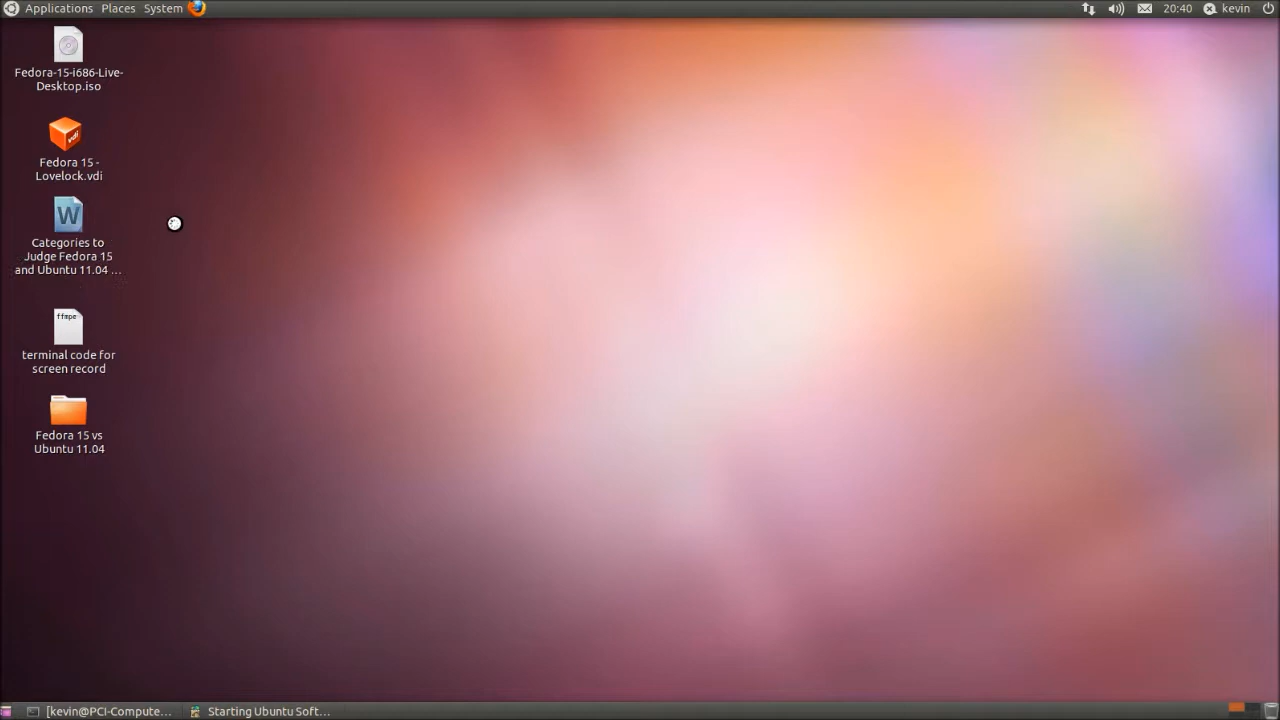 Applications Places System
20:40 kevin
Fedora-15-i686-Live-
Desktop.iso
vdi
Fedora 15 -
Lovelock.vdi
W
Categories to
Judge Fedora 15
and Ubuntu 11.04 ...
ffmpe
terminal code for
screen record
Fedora 15 vs
Ubuntu 11.04
[kevin@PCI-Compute... Starting Ubuntu Soft...